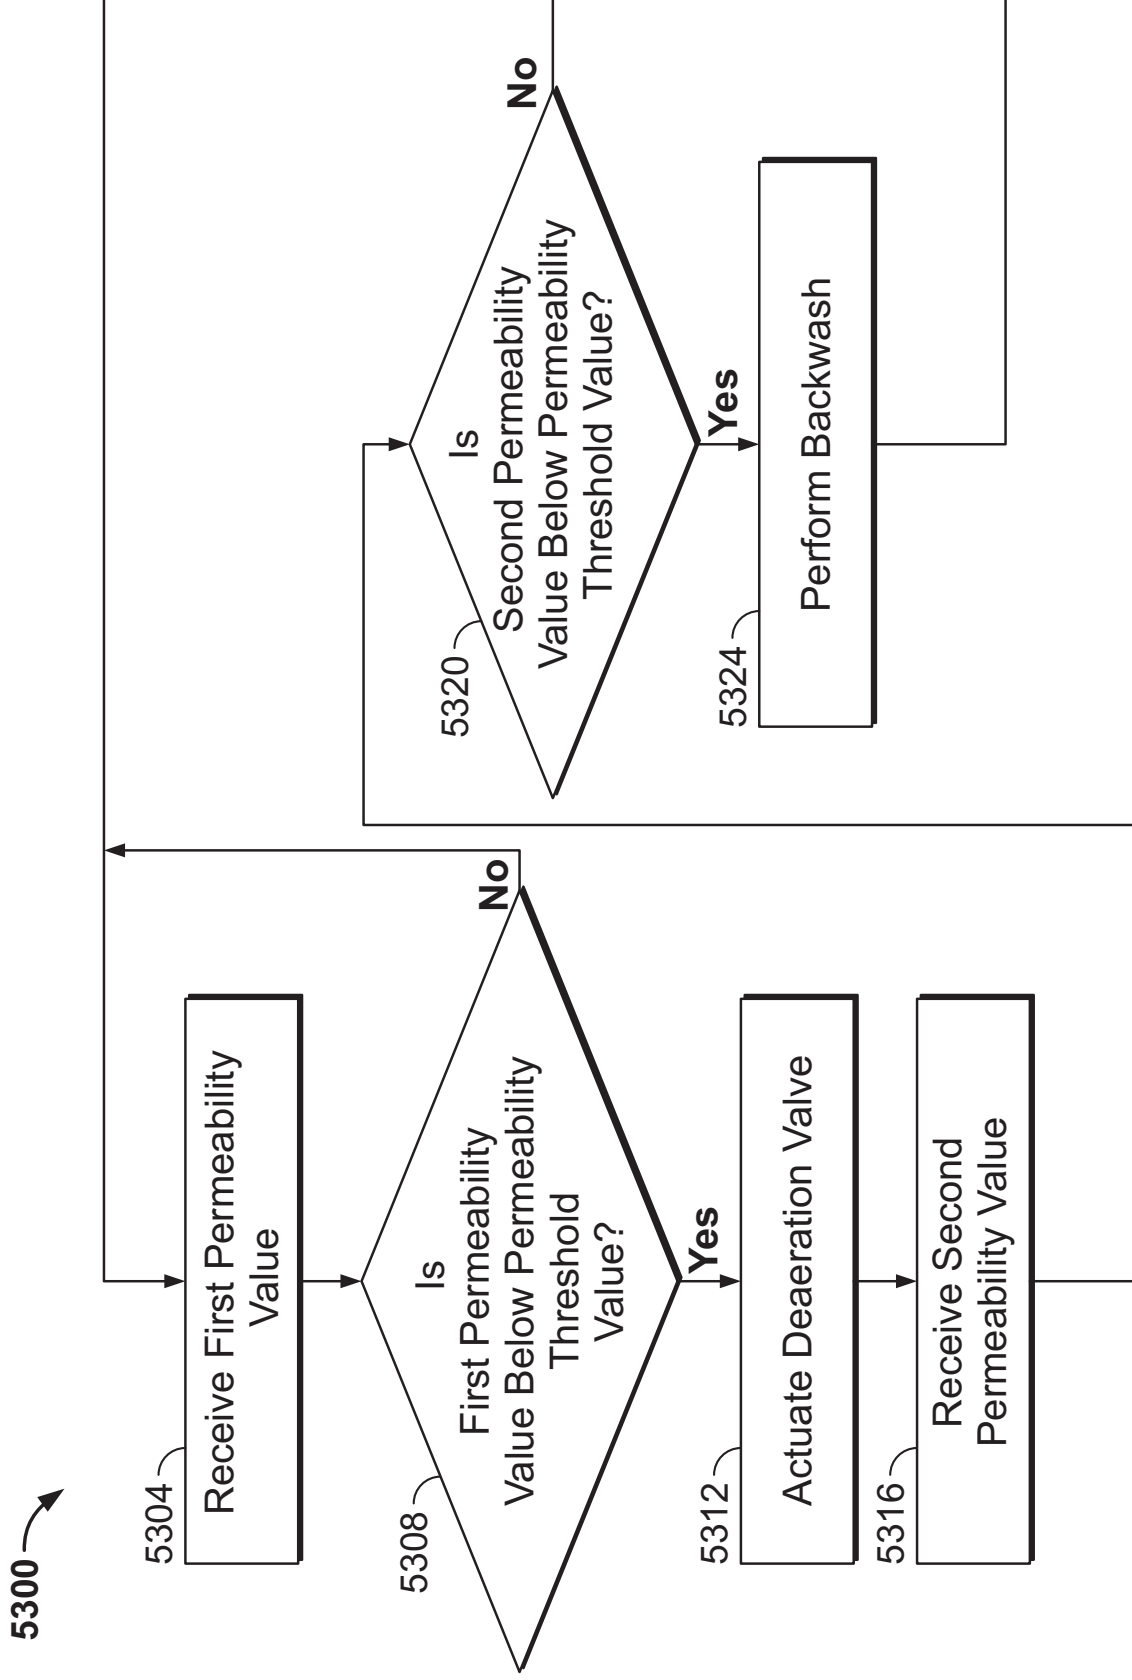 5300
5304
Receive First Permeability
Value
5308
Is
First Permeability
Value Below Permeability
Threshold
Value?
No
Yes
5312
Actuate Deaeration Valve
5316
Receive Second
Permeability Value
5320
Is
Second Permeability
Value Below Permeability
Threshold Value?
No
Yes
5324
Perform Backwash